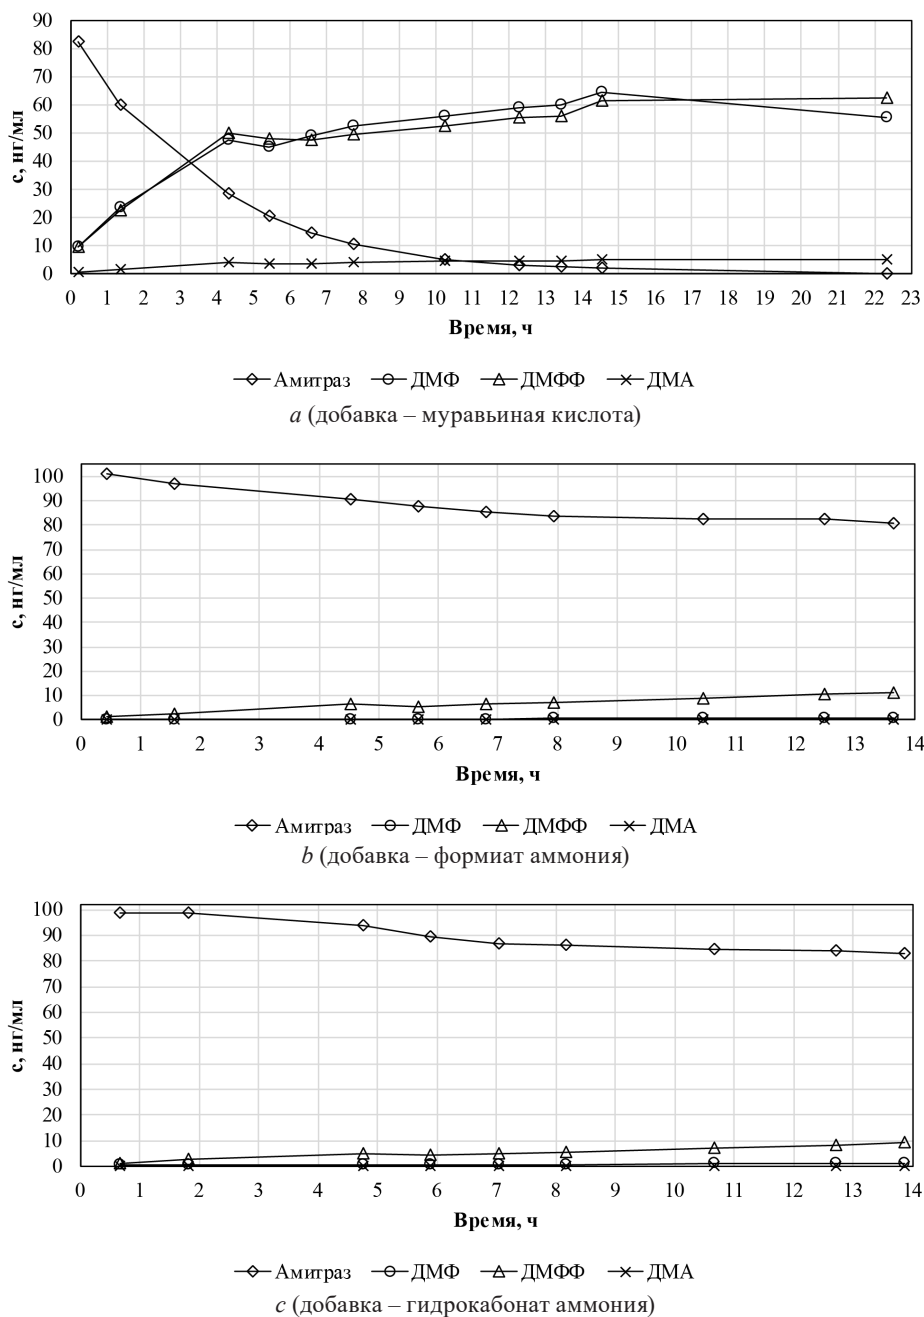 90
80
70
60
50
40
30
20
10
0
с, нг/мл
0 1 2 3 4 5 6 7 8 9 10 11 12 13 14 15 16 17 18 19 20 21 22 23
Время, ч
Амитраз ДМФ ДМФФ ДМА
a (добавка – муравьиная кислота)
100
90
80
70
60
50
40
30
20
10
0
с, нг/мл
0 1 2 3 4 5 6 7 8 9 10 11 12 13 14
Время, ч
Амитраз ДМФ ДМФФ ДМА
b (добавка – формиат аммония)
100
90
80
70
60
50
40
30
20
10
0
с, нг/мл
0 1 2 3 4 5 6 7 8 9 10 11 12 13 14
Время, ч
Амитраз ДМФ ДМФФ ДМА
c (добавка – гидрокабонат аммония)